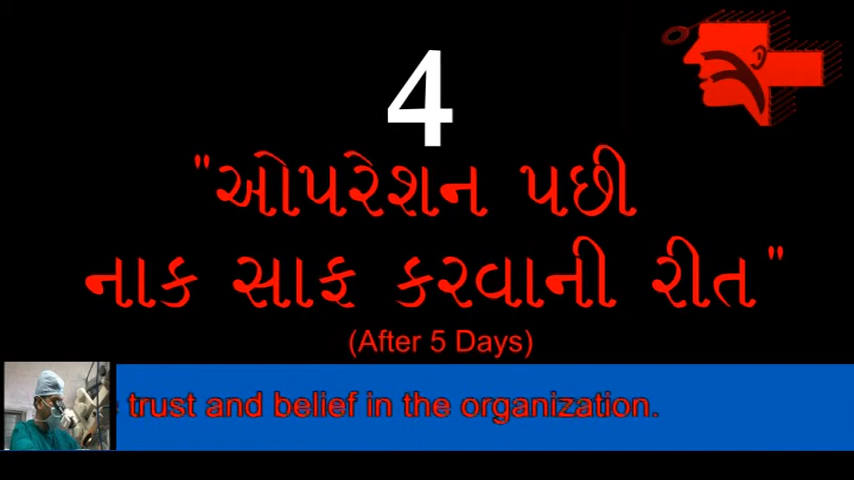 4
"ઓપરેશન પછી
નાક સાફ કરવાની રીત"
(After 5 Days)
trust and belief in the organization.